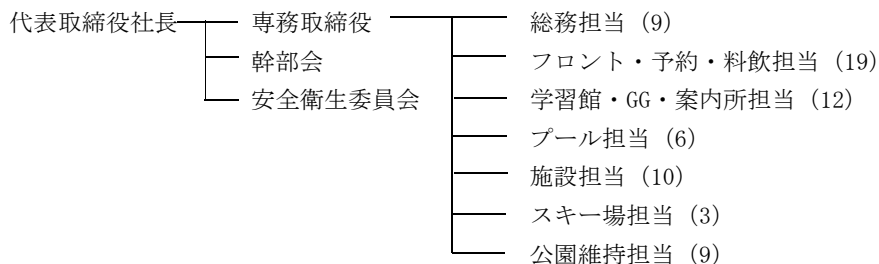 代表取締役社長 専務取締役 総務担当 (9)
幹部会 フロント・予約・料飲担当 (19)
安全衛生委員会 学習館・GG・案内所担当 (12)
プール担当 (6)
施設担当 (10)
スキー場担当 (3)
公園維持担当 (9)